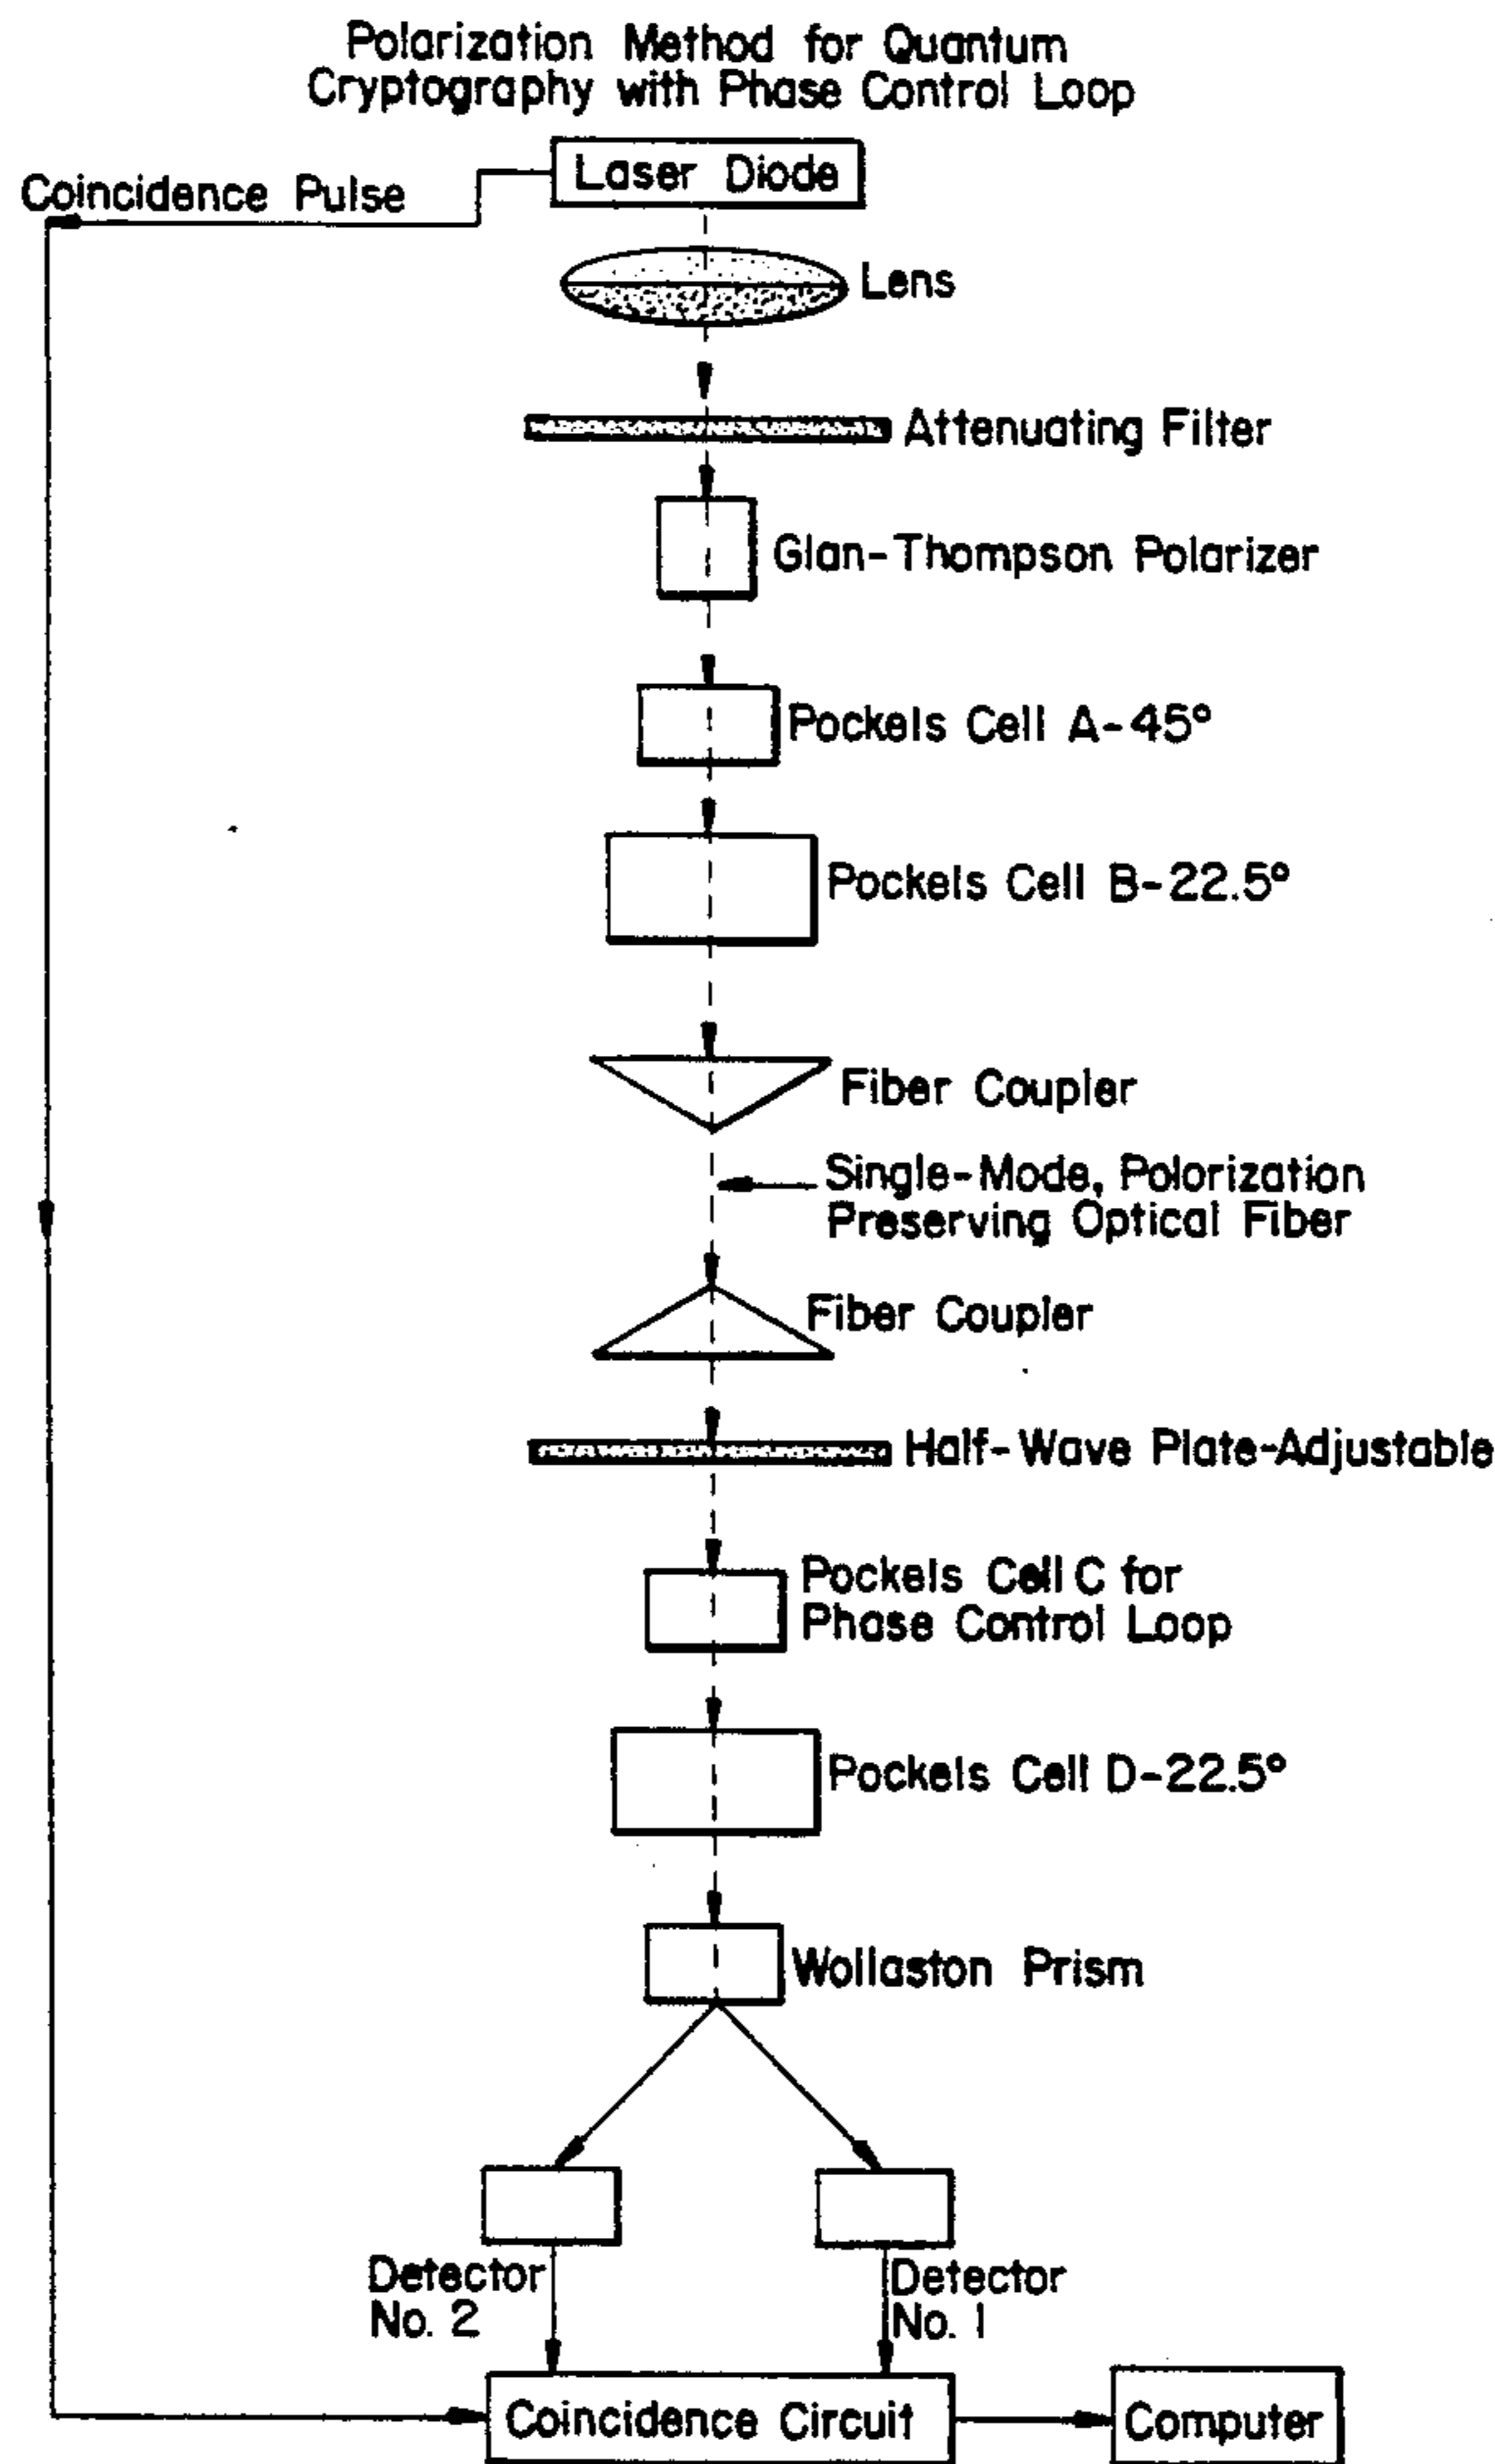 Polarization Method for Quantum
Cryptography with Phase Control Loop
Laser Diode
Coincidence Pulse
Lens
Attenuating Filter
Glan-Thompson Polarizer
Pockels Cell A-45°
Pockels Cell B-22.5°
Fiber Coupler
Single-Mode, Polorization
Preserving Optical Fiber
Fiber Coupler
Half-Wave Plate-Adjustable
Pockels Cell C for
Phase Control Loop
Pockels Cell D-22.5°
Wollaston Prism
Detector
No. 2
Detector
No. 1
Coincidence Circuit
Computer